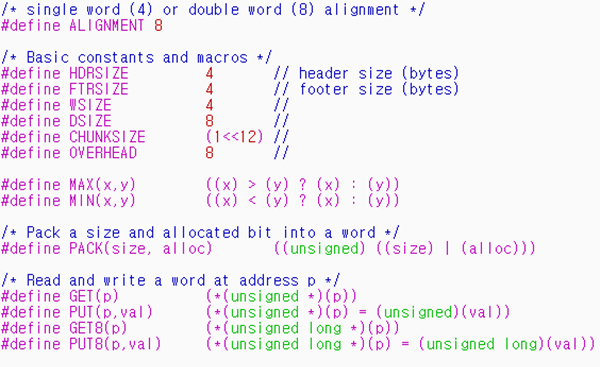 /* single word (4) or double word (8) alignment */
#define ALIGNMENT 8
/* Basic constants and macros */
#define HDRSIZE 4 // header size (bytes)
#define FTRSIZE 4 // footer size (bytes)
#define WSIZE 4 //
#define DSIZE 8 //
#define CHUNKSIZE (1<<12) //
#define OVERHEAD 8 //
#define MAX(x,y) ((x) > (y) ? (x) : (y))
#define MIN(x,y) ((x) < (y) ? (x) : (y))
/* Pack a size and allocated bit into a word */
#define PACK(size, alloc) ((unsigned) ((size) | (alloc)))
/* Read and write a word at address p */
#define GET(p) (*(unsigned *)(p))
#define PUT(p,val) (*(unsigned *)(p) = (unsigned)(val))
#define GET8(p) (*(unsigned long *)(p))
#define PUT8(p,val) (*(unsigned long *)(p) = (unsigned long)(val))